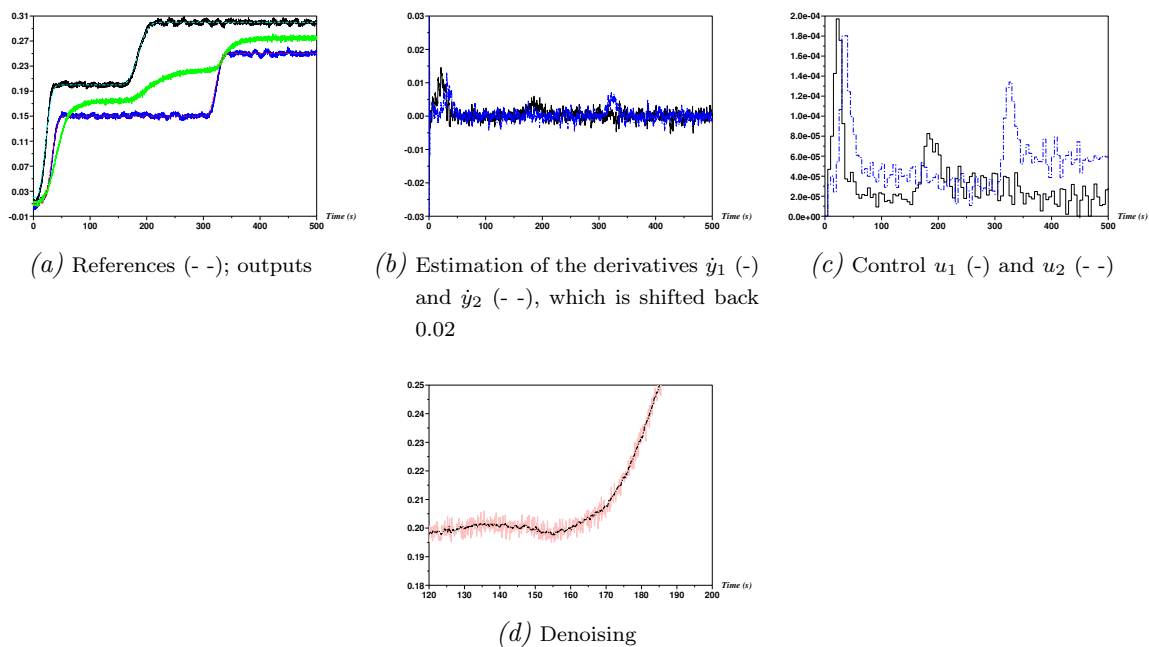 0.31
0.27
0.23
0.19
0.15
0.11
0.07
0.03
-0.01
0 100 200 300 400 500
Time (s)
(a) References (- -); outputs
0.03
0.02
0.01
0.00
-0.01
-0.02
-0.03
0 100 200 300 400 500
Time (s)
(b) Estimation of the derivatives ẏ1 (-)
and ẏ2 (- -), which is shifted back
0.02
2.0e-04
1.8e-04
1.6e-04
1.4e-04
1.2e-04
1.0e-04
8.0e-05
6.0e-05
4.0e-05
2.0e-05
0.0e+00
0 100 200 300 400 500
Time (s)
(c) Control u1 (-) and u2 (- -)
0.25
0.24
0.23
0.22
0.21
0.20
0.19
0.18
120 130 140 150 160 170 180 190 200
Time (s)
(d) Denoising